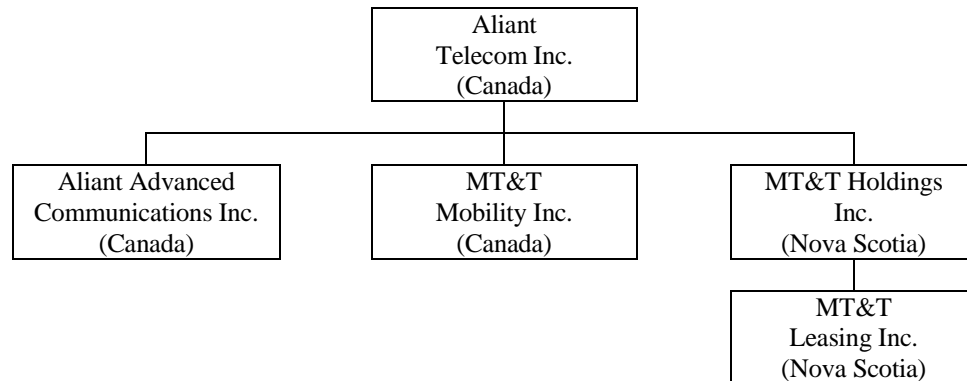 Aliant
Telecom Inc.
(Canada)
Aliant Advanced
Communications Inc.
(Canada)
MT&T
Mobility Inc.
(Canada)
MT&T Holdings
Inc.
(Nova Scotia)
MT&T
Leasing Inc.
(Nova Scotia)